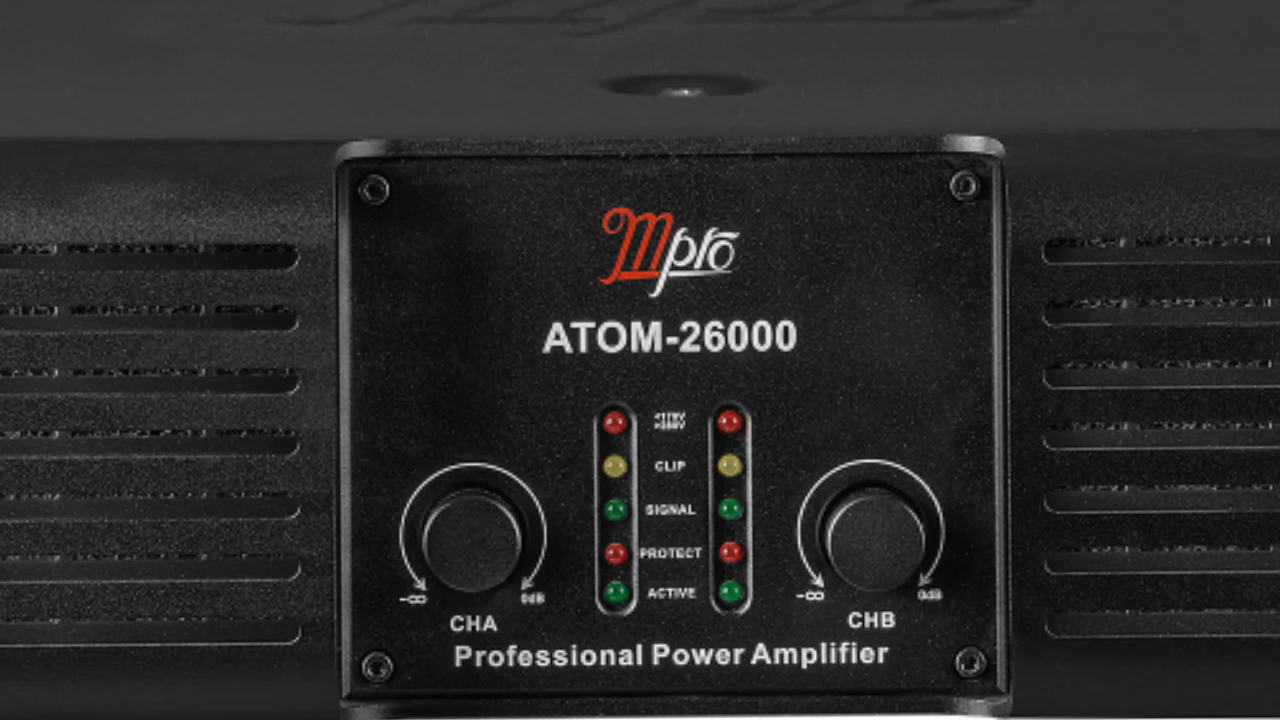 Mpro
ATOM-26000
CLIP
SIGNAL
PROTECT
ACTIVE
-∞ 0dB
-∞ 0dB
CHA
CHB
Professional Power Amplifier